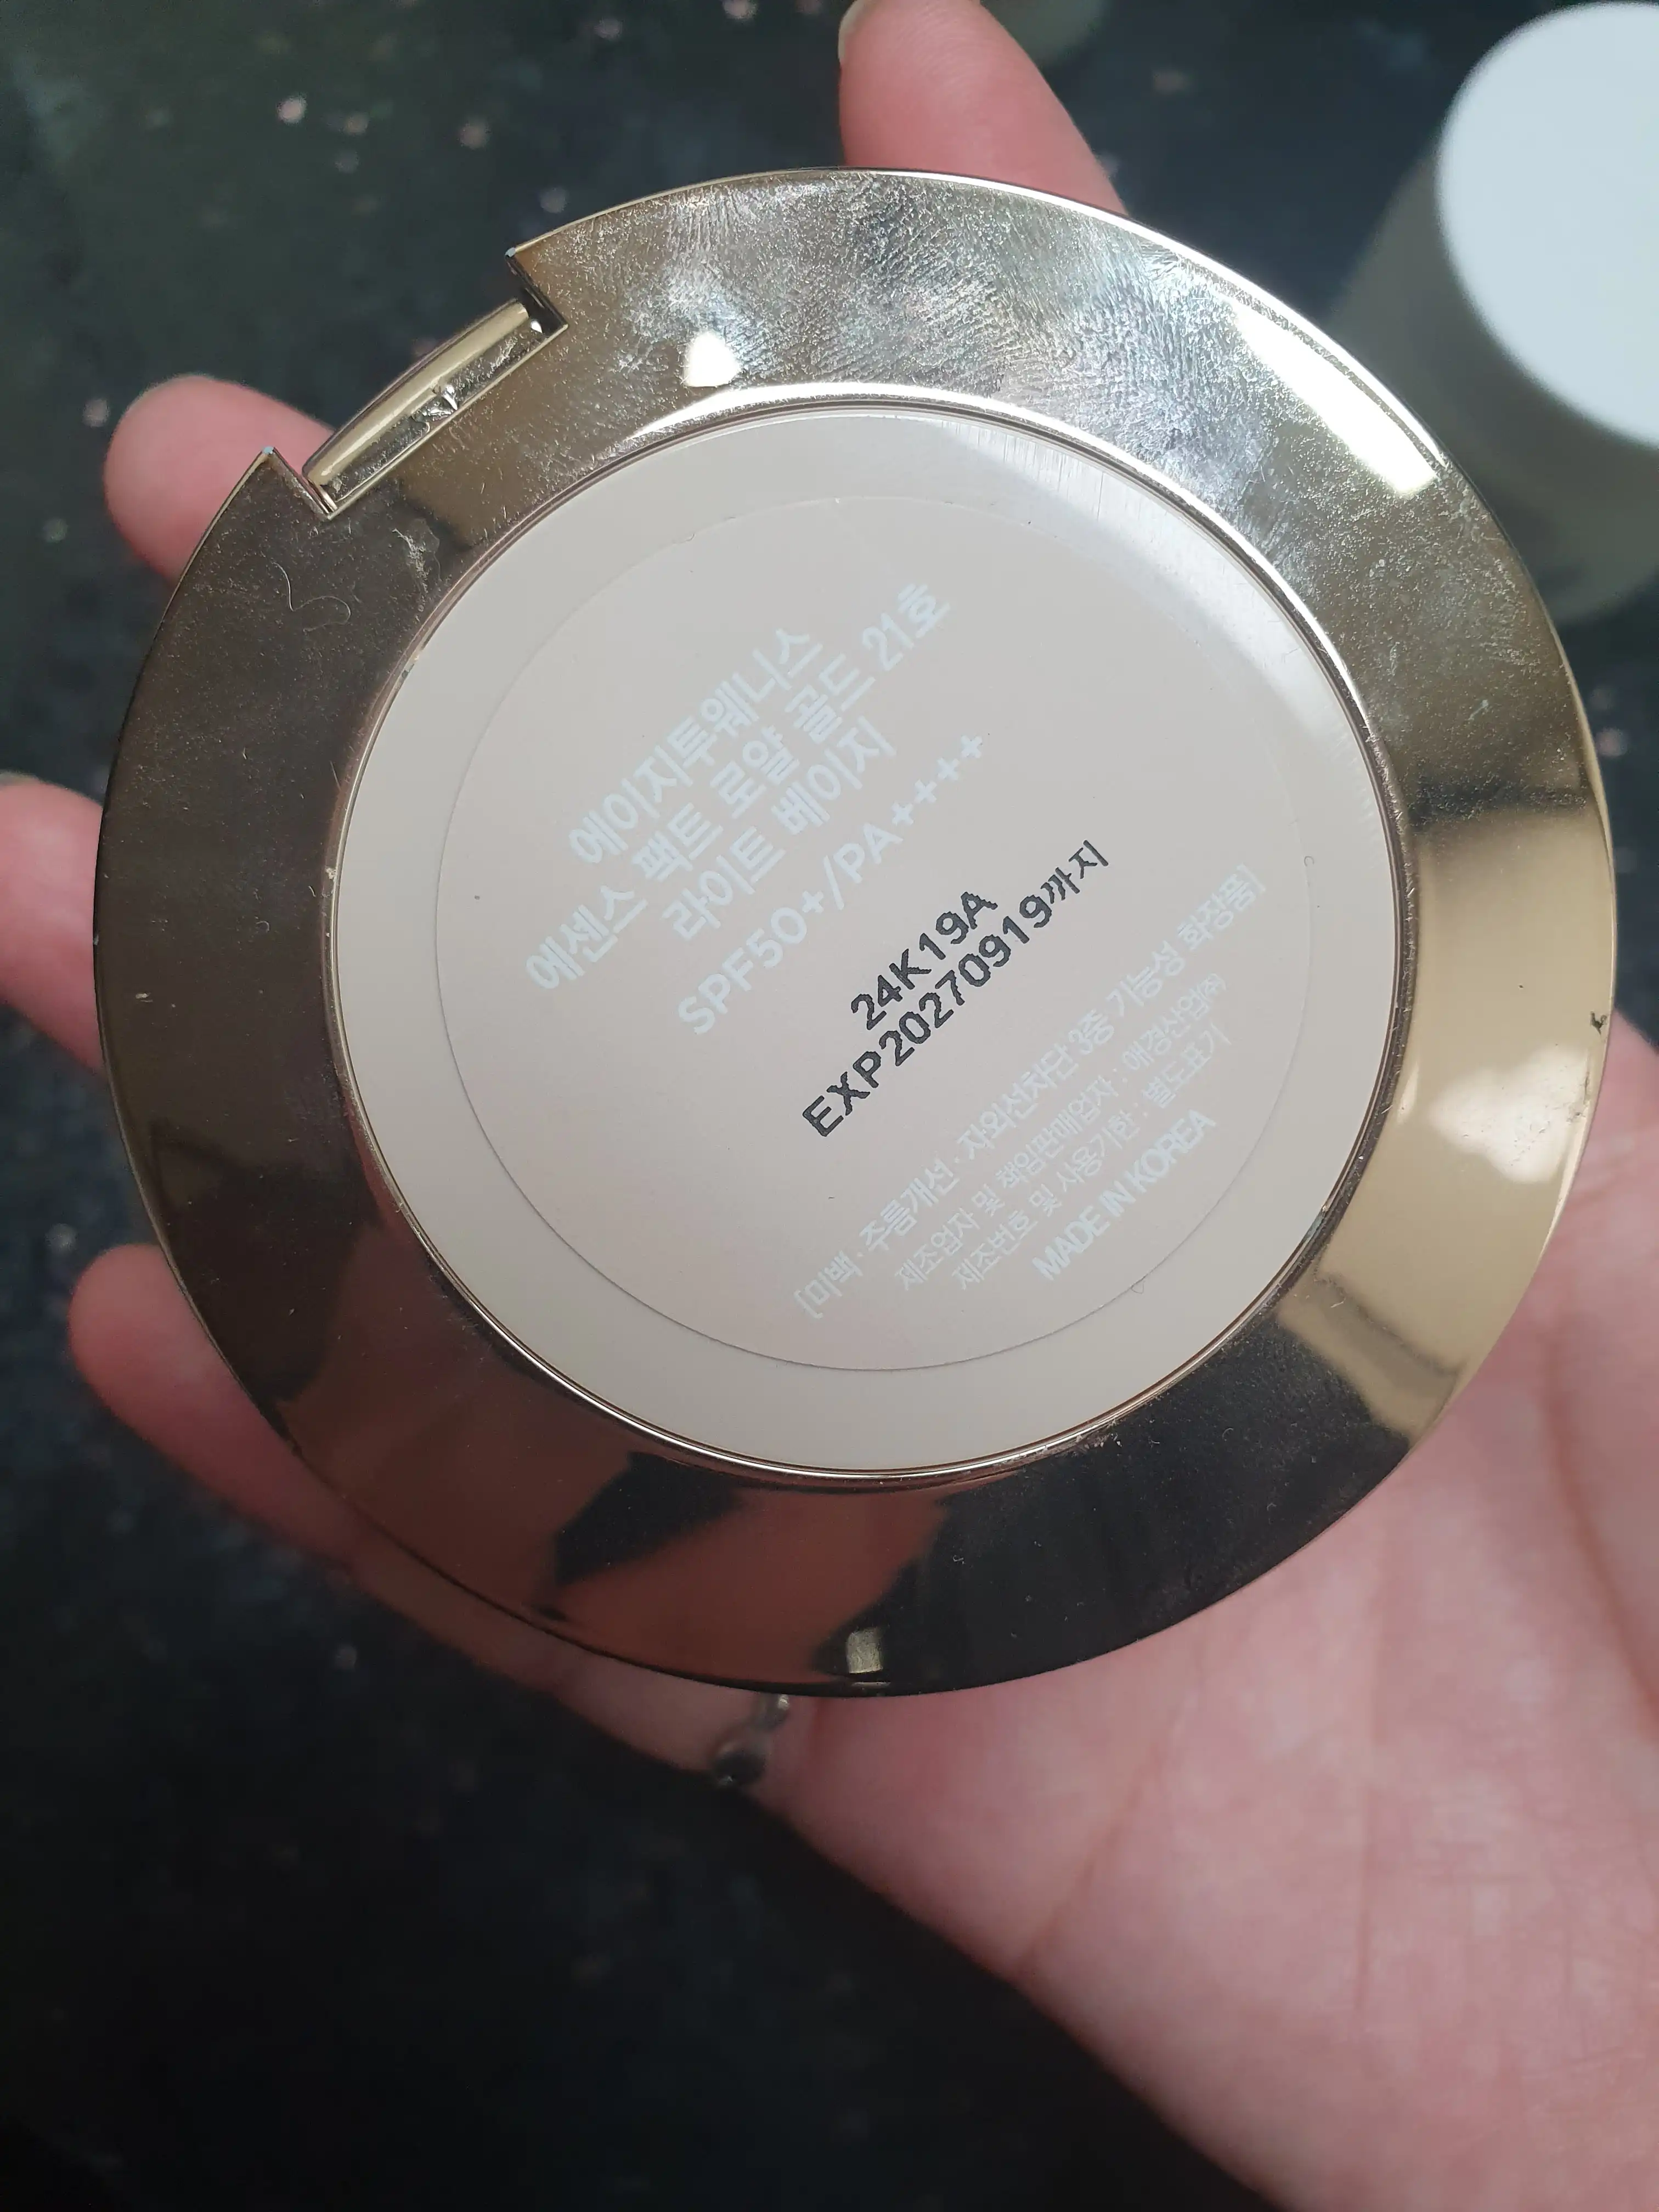 에이지투웨니스
에센스 팩트 로얄 골드 21호
라이트 베이지
SPF50+/PA++++
24K19A
EXP20270919까지
[미백·주름개선·자외선차단 3중 기능성 화장품]
제조업자 및 책임판매업자 : 애경산업㈜
제조번호 및 사용기한 : 별도표기
MADE IN KOREA